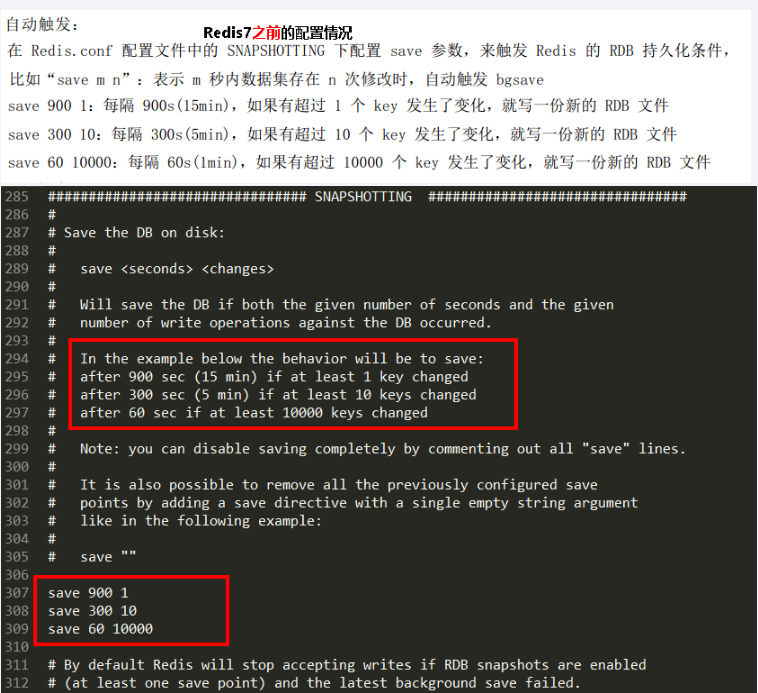 自动触发：
Redis7之前的配置情况
在 Redis.conf 配置文件中的 SNAPSHOTTING 下配置 save 参数，来触发 Redis 的 RDB 持久化条件，
比如“save m n”：表示 m 秒内数据集存在 n 次修改时，自动触发 bgsave
save 900 1：每隔 900s(15min)，如果有超过 1 个 key 发生了变化，就写一份新的 RDB 文件
save 300 10：每隔 300s(5min)，如果有超过 10 个 key 发生了变化，就写一份新的 RDB 文件
save 60 10000：每隔 60s(1min)，如果有超过 10000 个 key 发生了变化，就写一份新的 RDB 文件
285 ################################ SNAPSHOTTING ################################
286 #
287 # Save the DB on disk:
288 #
289 #   save <seconds> <changes>
290 #
291 #   Will save the DB if both the given number of seconds and the given
292 #   number of write operations against the DB occurred.
293 #
294 #   In the example below the behavior will be to save:
295 #   after 900 sec (15 min) if at least 1 key changed
296 #   after 300 sec (5 min) if at least 10 keys changed
297 #   after 60 sec if at least 10000 keys changed
298 #
299 #   Note: you can disable saving completely by commenting out all "save" lines.
300 #
301 #   It is also possible to remove all the previously configured save
302 #   points by adding a save directive with a single empty string argument
303 #   like in the following example:
304 #
305 #   save ""
306
307 save 900 1
308 save 300 10
309 save 60 10000
310
311 # By default Redis will stop accepting writes if RDB snapshots are enabled
312 # (at least one save point) and the latest background save failed.